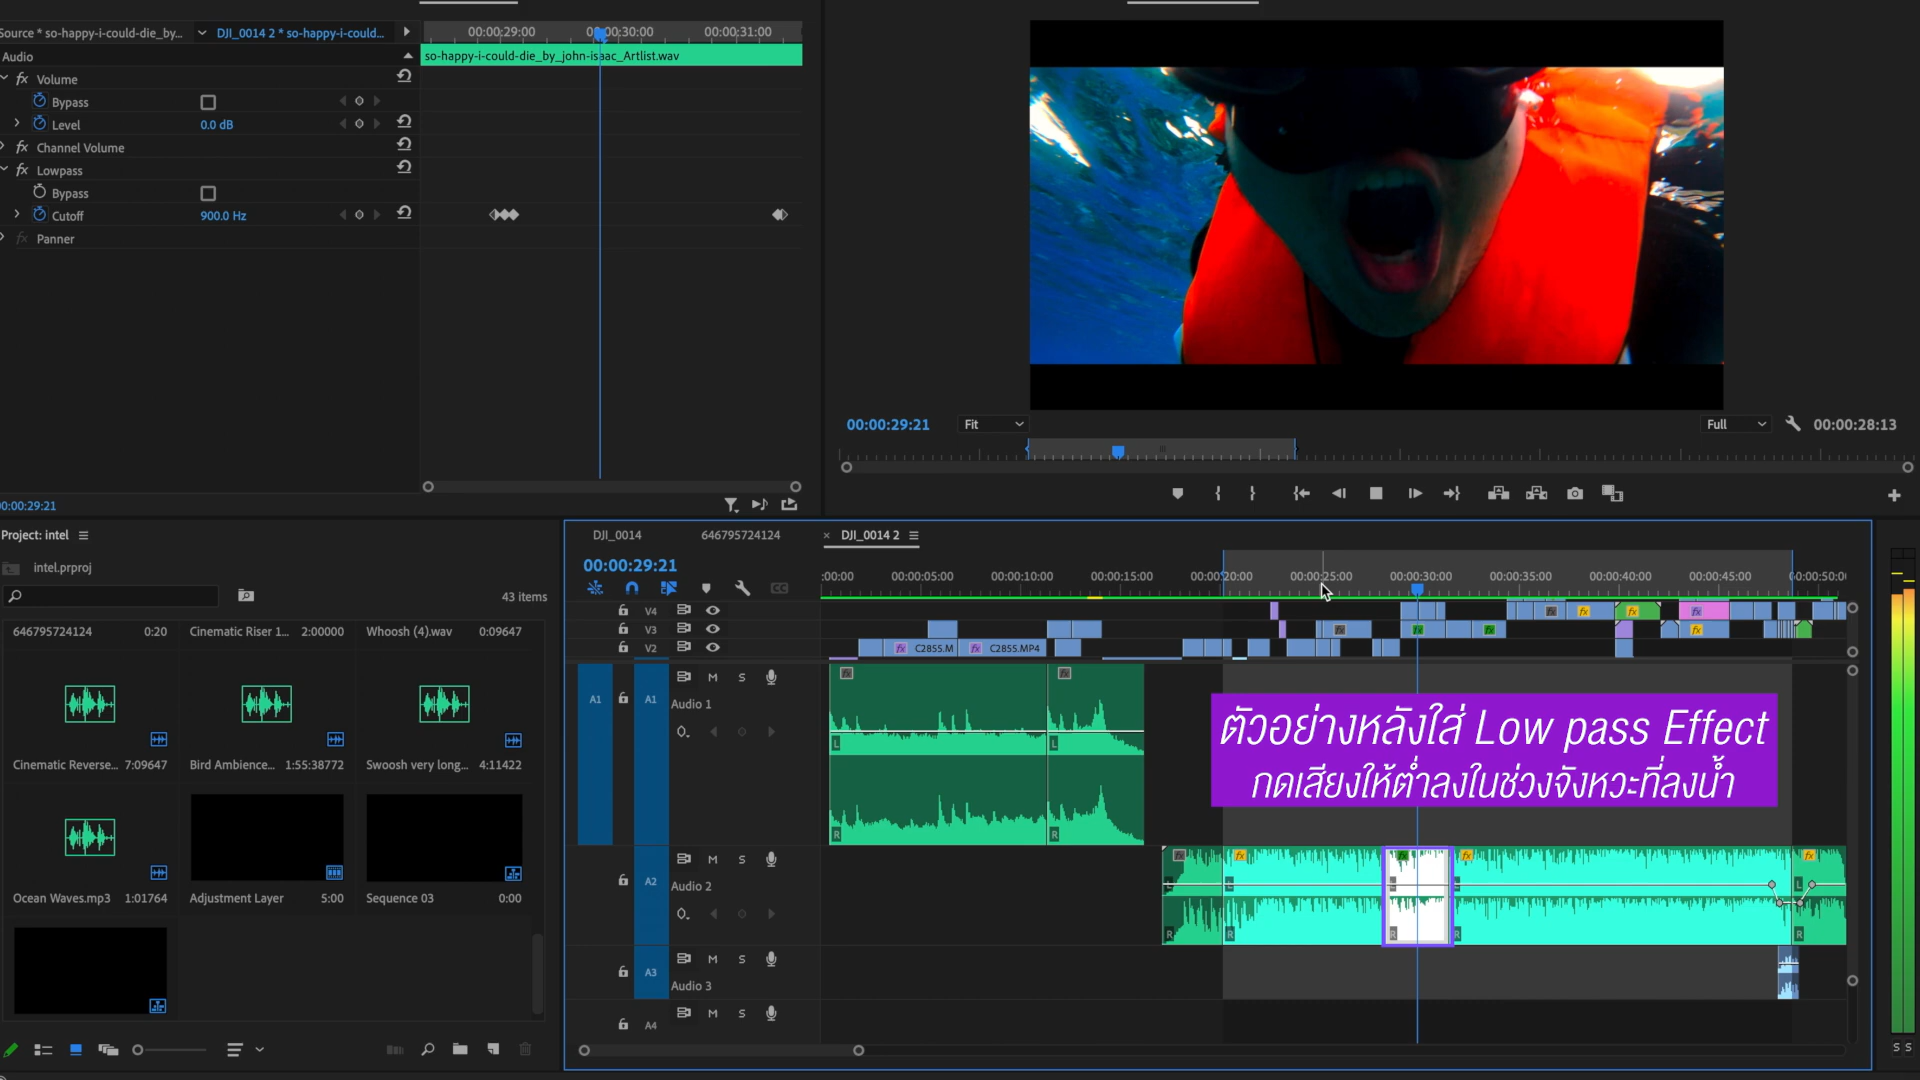 Source * so-happy-i-could-die_by...
DJI_0014 2 * so-happy-i-could...
00:00:29:00
00:00:30:00
00:00:31:00
Audio
so-happy-i-could-die_by_john-isaac_Artlist.wav
fx Volume
Bypass
Level
0.0 dB
fx Channel Volume
fx Lowpass
Bypass
Cutoff
900.0 Hz
fx Panner
00:00:29:21
Fit
Full
00:00:28:13
0:00:29:21
Project: intel
intel.prproj
43 items
646795724124 0:20
Cinematic Riser 1... 2:00000
Whoosh (4).wav 0:09647
Cinematic Reverse... 7:09647
Bird Ambience... 1:55:38772
Swoosh very long... 4:11422
Ocean Waves.mp3 1:01764
Adjustment Layer 5:00
Sequence 03 0:00
DJI_0014
646795724124
× DJI_0014 2
00:00:29:21
:00:00
00:00:05:00
00:00:10:00
00:00:15:00
00:00:20:00
00:00:25:00
00:00:30:00
00:00:35:00
00:00:40:00
00:00:45:00
00:00:50:00
CC
V4
V3
V2
fx C2855.M
fx C2855.MP4
A1
A1
M S
Audio 1
L
R
L
R
ตัวอย่างหลังใส่ Low pass Effect
กดเสียงให้ต่ำลงในช่วงจังหวะที่ลงน้ำ
A2
M S
Audio 2
A3
M S
Audio 3
A4
M S
S S